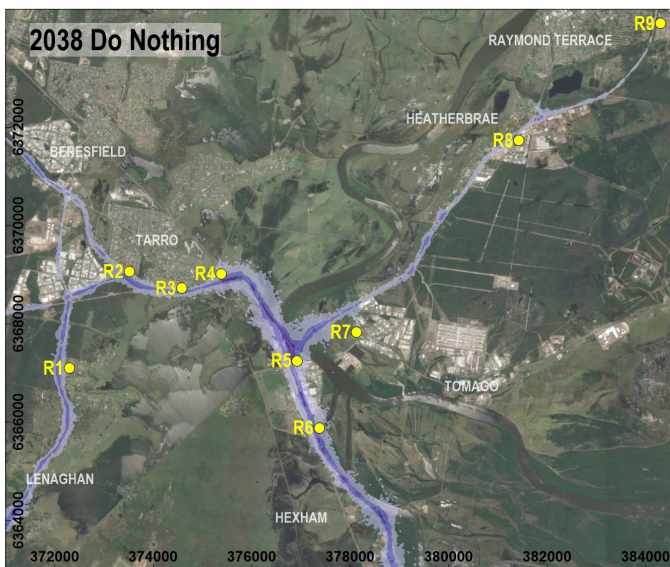 2038 Do Nothing
R9
RAYMOND TERRACE
HEATHERBRAE
R8
BERESFIELD
TARRO
R2
R4
R3
R7
R5
R1
TOMAGO
R6
LENAGHAN
HEXHAM
6372000
6370000
6368000
6366000
6364000
372000
374000
376000
378000
380000
382000
384000